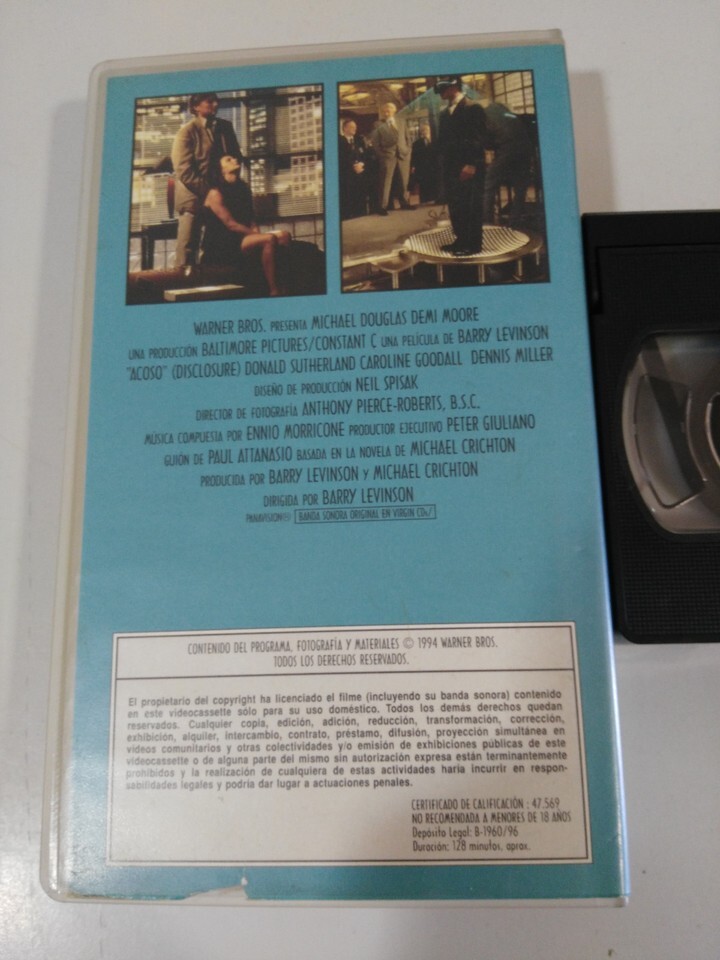 WARNER BROS. PRESENTA MICHAEL DOUGLAS DEMI MOORE
UNA PRODUCCIÓN BALTIMORE PICTURES/CONSTANT C UNA PELÍCULA DE BARRY LEVINSON
"ACOSO" (DISCLOSURE) DONALD SUTHERLAND CAROLINE GOODALL DENNIS MILLER
DISEÑO DE PRODUCCIÓN NEIL SPISAK
DIRECTOR DE FOTOGRAFÍA ANTHONY PIERCE-ROBERTS, B.S.C.
MÚSICA COMPUESTA POR ENNIO MORRICONE PRODUCTOR EJECUTIVO PETER GIULIANO
GUIÓN DE PAUL ATTANASIO BASADA EN LA NOVELA DE MICHAEL CRICHTON
PRODUCIDA POR BARRY LEVINSON Y MICHAEL CRICHTON
DIRIGIDA POR BARRY LEVINSON
PANAVISION® BANDA SONORA ORIGINAL EN VIRGIN CDs/
CONTENIDO DEL PROGRAMA, FOTOGRAFÍA Y MATERIALES © 1994 WARNER BROS.
TODOS LOS DERECHOS RESERVADOS.
El propietario del copyright ha licenciado el filme (incluyendo su banda sonora) contenido
en este videocassette sólo para su uso doméstico. Todos los demás derechos quedan
reservados. Cualquier copia, edición, adición, reducción, transformación, corrección,
exhibición, alquiler, intercambio, contrato, préstamo, difusión, proyección simultánea en
vídeos comunitarios y otras colectividades y/o emisión de exhibiciones públicas de este
videocassette o de alguna parte del mismo sin autorización expresa están terminantemente
prohibidos y la realización de cualquiera de estas actividades haría incurrir en respon-
sabilidades legales y podría dar lugar a actuaciones penales.
CERTIFICADO DE CALIFICACIÓN : 47.569
NO RECOMENDADA A MENORES DE 18 AÑOS
Depósito Legal: B-1960/96
Duración: 128 minutos. aprox.